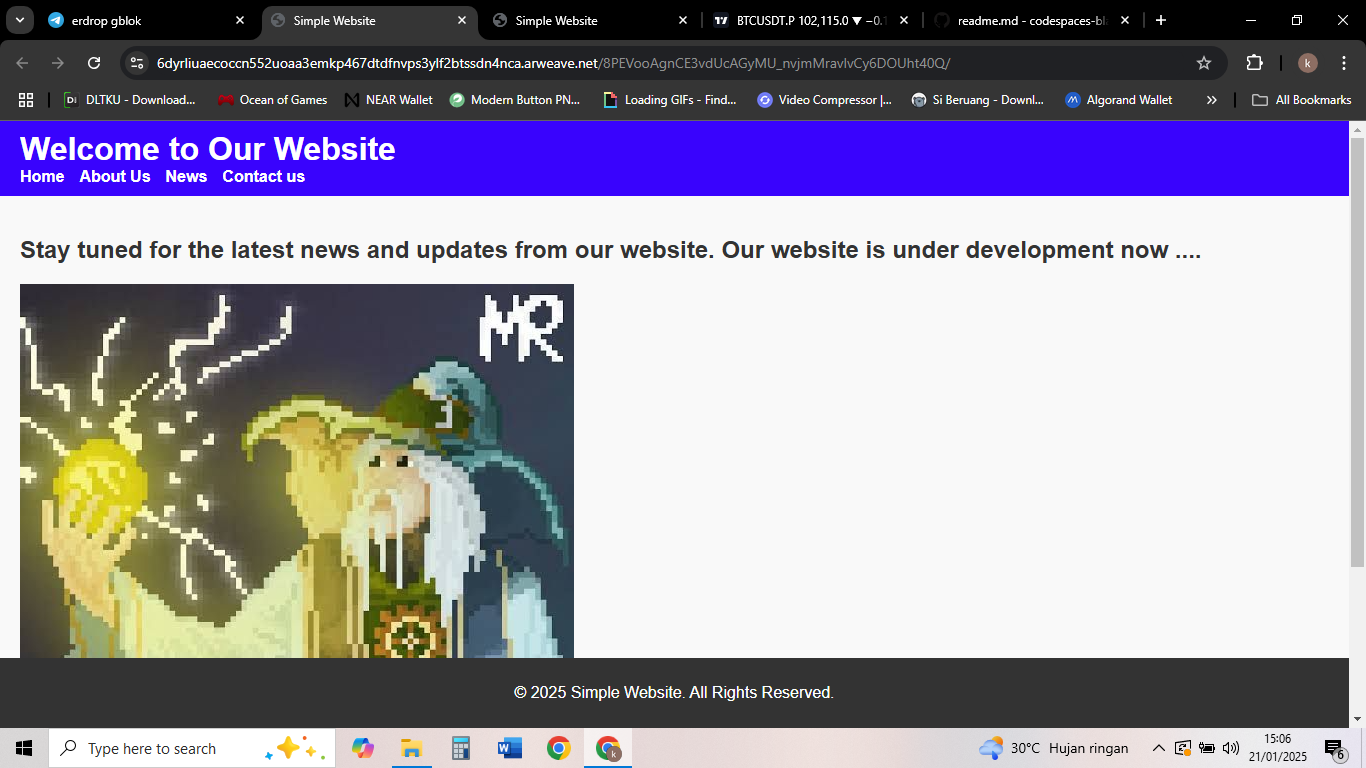 erdrop gblok
Simple Website
Simple Website
BTCUSDT.P 102,115.0 ▼ −0.1
readme.md - codespaces-bla
6dyrliuaecoccn552uoaa3emkp467dtdfnvps3ylf2btssdn4nca.arweave.net/8PEVooAgnCE3vdUcAGyMU_nvjmMravlvCy6DOUht40Q/
k
DLTKU - Download...
Ocean of Games
NEAR Wallet
Modern Button PN...
Loading GIFs - Find...
Video Compressor |...
Si Beruang - Downl...
Algorand Wallet
»
All Bookmarks
Welcome to Our Website
Home About Us News Contact us
Stay tuned for the latest news and updates from our website. Our website is under development now ....
MR
© 2025 Simple Website. All Rights Reserved.
Type here to search
30°C Hujan ringan
15:06
21/01/2025
6